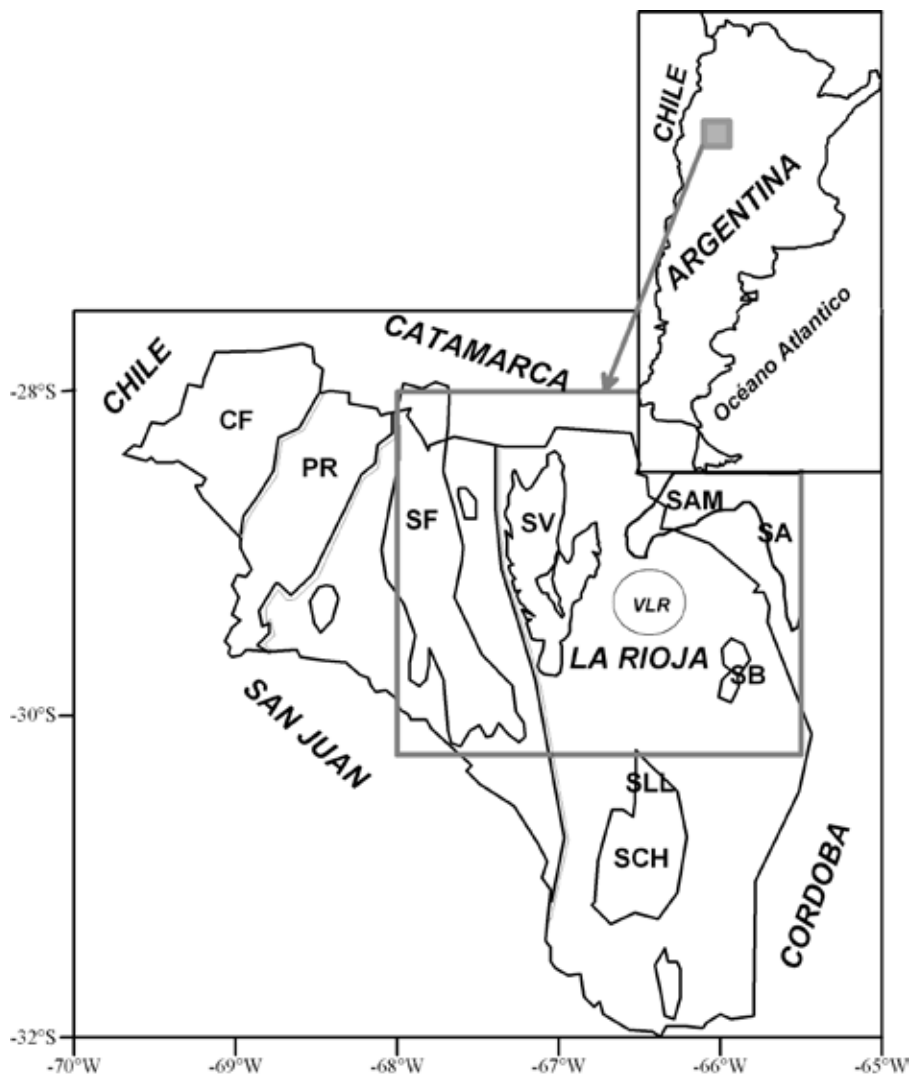 CHILE
ARGENTINA
Océano Atlantico
CATAMARCA
CHILE
-28°S
CF
PR
SF
SV
SAM
SA
VLR
LA RIOJA
SB
SAN JUAN
-30°S
SLL
SCH
CORDOBA
-32°S
-70°W
-69°W
-68°W
-67°W
-66°W
-65°W